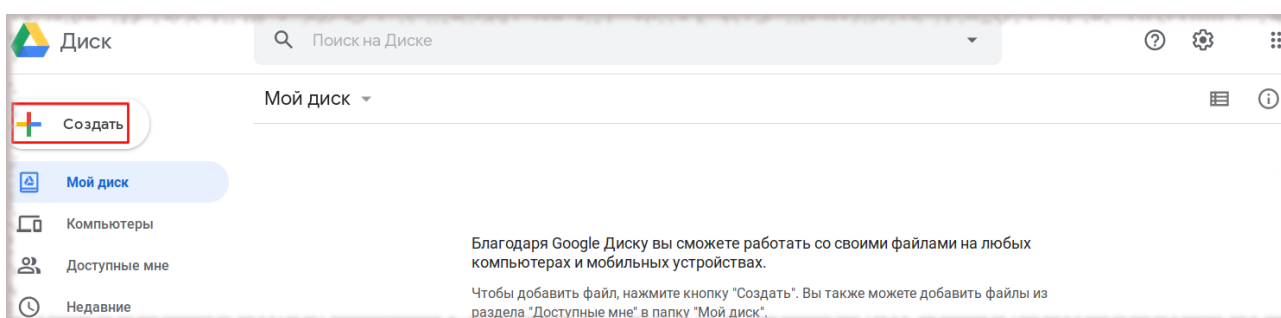 Диск
Поиск на Диске
Мой диск
Создать
Мой диск
Компьютеры
Доступные мне
Недавние
Благодаря Google Диску вы сможете работать со своими файлами на любых
компьютерах и мобильных устройствах.
Чтобы добавить файл, нажмите кнопку "Создать". Вы также можете добавить файлы из
раздела "Доступные мне" в папку "Мой диск".